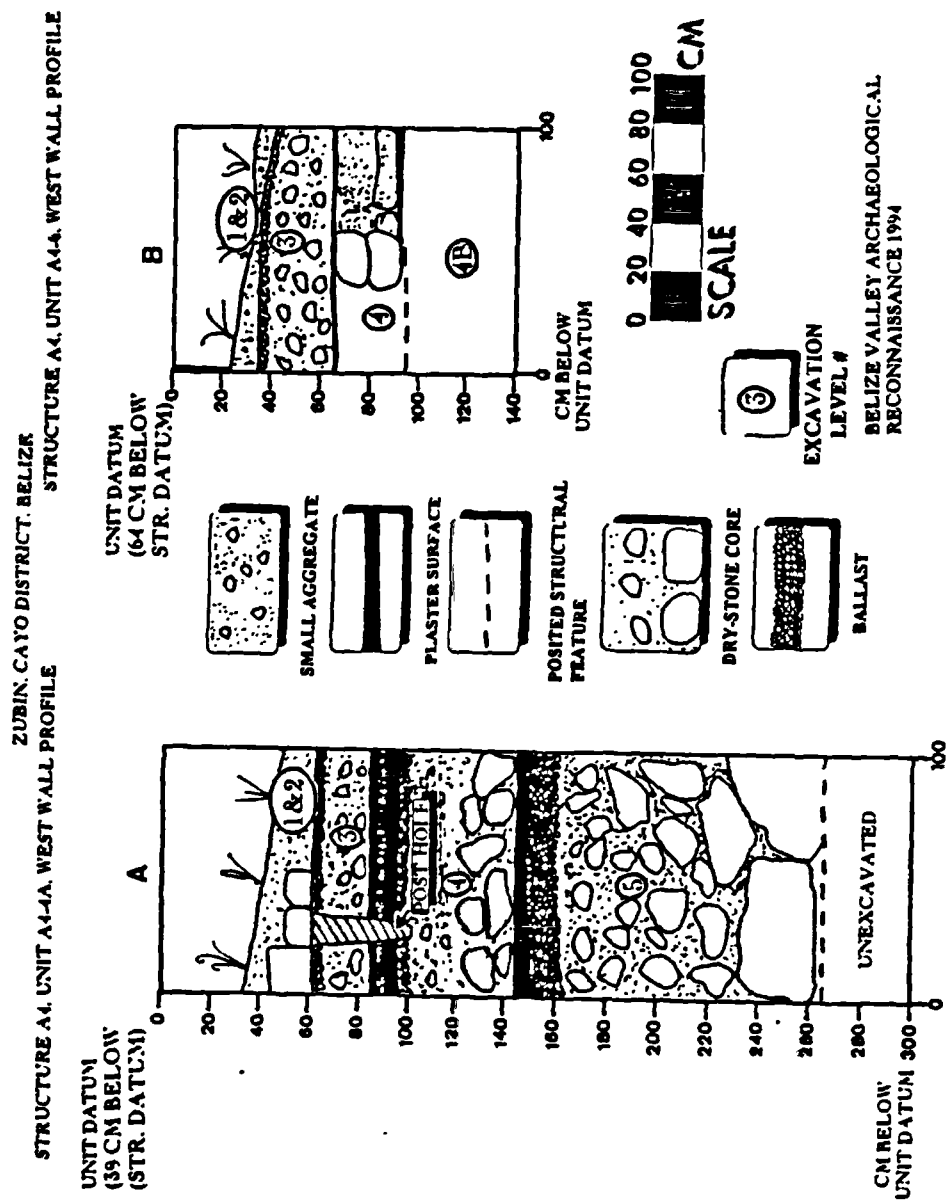 ZUBIN. CAYO DISTRICT. BELIZE
STRUCTURE A4, UNIT A4-4A, WEST WALL PROFILE
STRUCTURE A4, UNIT A4-4, WEST WALL PROFILE
A
UNIT DATUM
(39 CM BELOW
(STR. DATUM)
0
20
40
60
80
100
120
140
160
180
200
220
240
260
280
300
CM BELOW
UNIT DATUM
0
100
1 & 2
3
POST HOLE
4
5
UNEXCAVATED
B
UNIT DATUM
(64 CM BELOW
STR. DATUM)
0
20
40
60
80
100
120
140
CM BELOW
UNIT DATUM
0
100
1 & 2
3
4
4B
SMALL AGGREGATE
PLASTER SURFACE
POSITED STRUCTURAL
FEATURE
DRY-STONE CORE
BALLAST
3
EXCAVATION
LEVEL #
0 20 40 60 80 100
SCALE CM
BELIZE VALLEY ARCHAEOLOGICAL
RECONNAISSANCE 1994